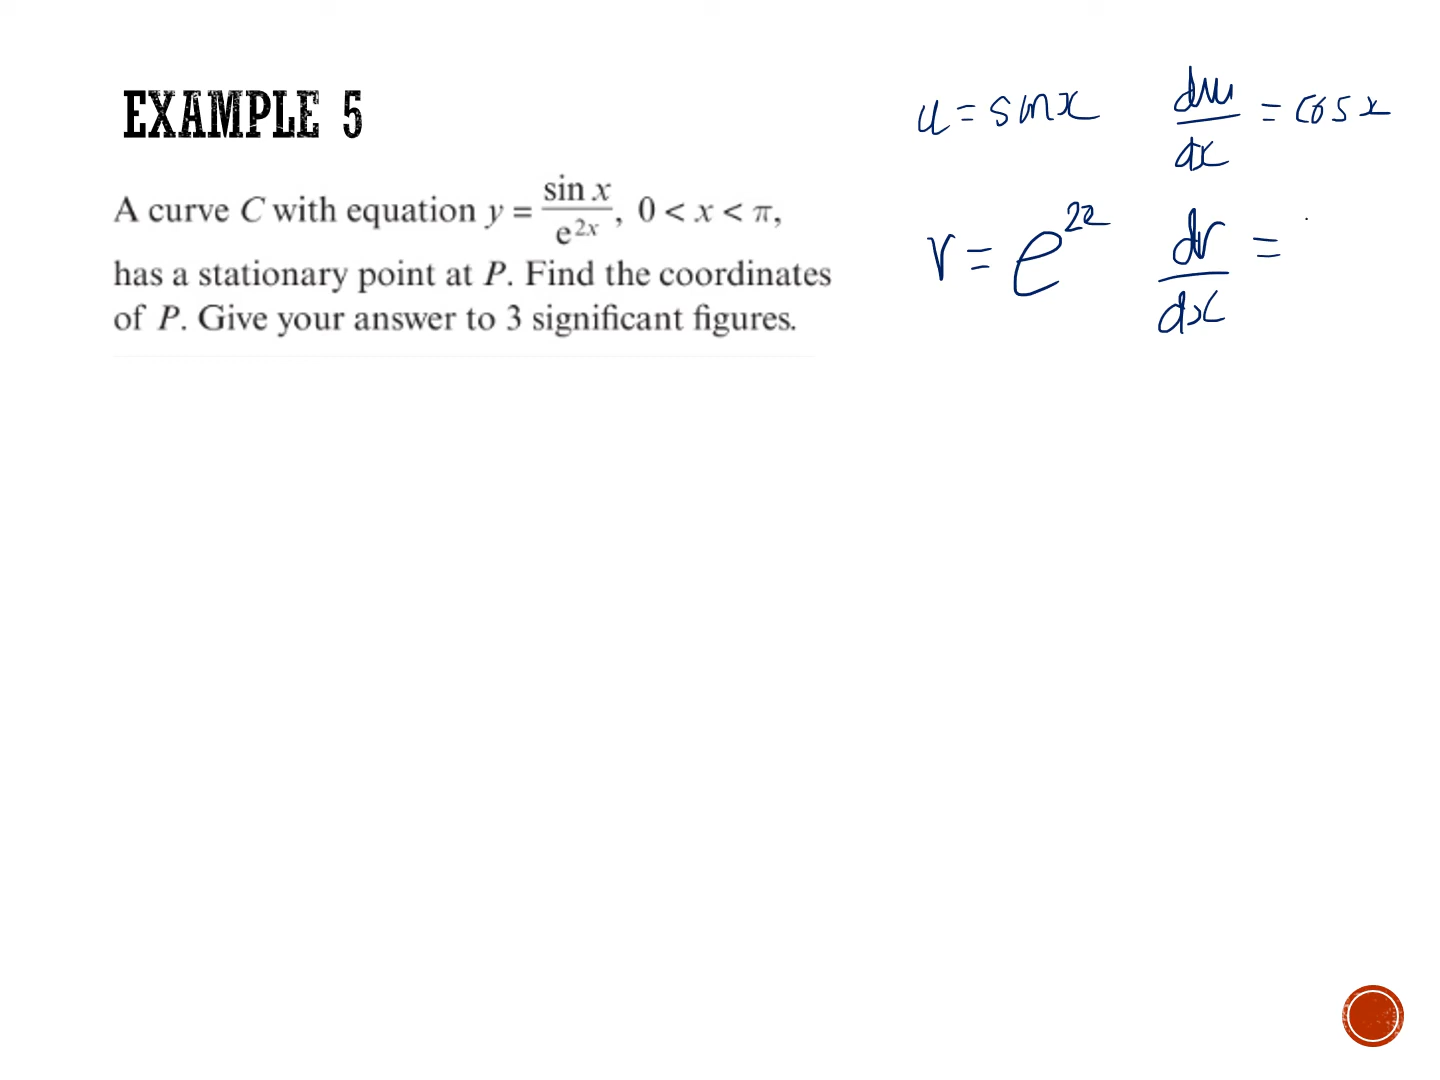 EXAMPLE 5
A curve C with equation y = sin x / e^{2x}, 0 < x < π,
has a stationary point at P. Find the coordinates
of P. Give your answer to 3 significant figures.
u = sin x   du/dx = cos x
v = e^{2x}   dv/dx =